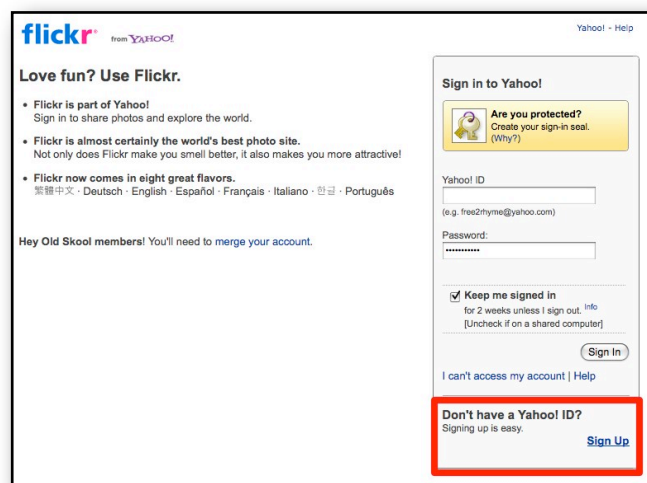 flickr from YAHOO!
Yahoo! - Help
Love fun? Use Flickr.
• Flickr is part of Yahoo!
Sign in to share photos and explore the world.
• Flickr is almost certainly the world's best photo site.
Not only does Flickr make you smell better, it also makes you more attractive!
• Flickr now comes in eight great flavors.
繁體中文 · Deutsch · English · Español · Français · Italiano · 한글 · Português
Hey Old Skool members! You'll need to merge your account.
Sign in to Yahoo!
Are you protected?
Create your sign-in seal.
(Why?)
Yahoo! ID
(e.g. free2rhyme@yahoo.com)
Password:
•••••••••••
Keep me signed in
for 2 weeks unless I sign out. Info
[Uncheck if on a shared computer]
Sign In
I can't access my account | Help
Don't have a Yahoo! ID?
Signing up is easy.
Sign Up